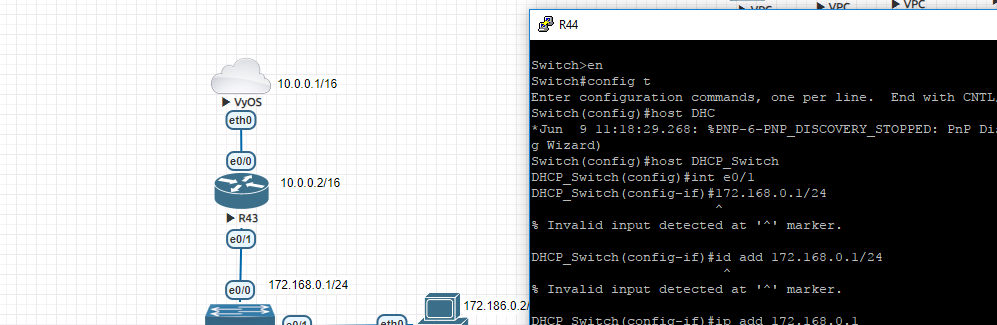 VPC
VPC
VPC
R44
Switch>en
Switch#config t
Enter configuration commands, one per line. End with CNTL
Switch(config)#host DHC
*Jun 9 11:18:29.268: %PNP-6-PNP_DISCOVERY_STOPPED: PnP Di
g Wizard)
Switch(config)#host DHCP_Switch
DHCP_Switch(config)#int e0/1
DHCP_Switch(config-if)#172.168.0.1/24
^
% Invalid input detected at '^' marker.
DHCP_Switch(config-if)#id add 172.168.0.1/24
^
% Invalid input detected at '^' marker.
DHCP_Switch(config-if)#ip add 172.168.0.1
10.0.0.1/16
VyOS
eth0
e0/0
10.0.0.2/16
R43
e0/1
e0/0
172.168.0.1/24
e0/1
eth0
172.186.0.2/